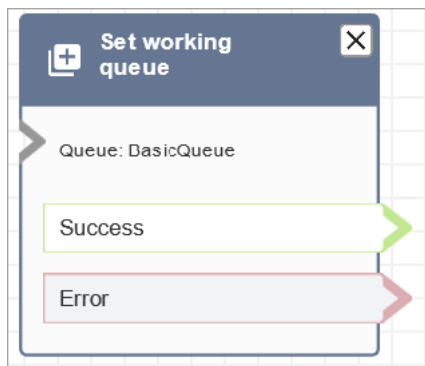 Set working
queue
Queue: BasicQueue
Success
Error